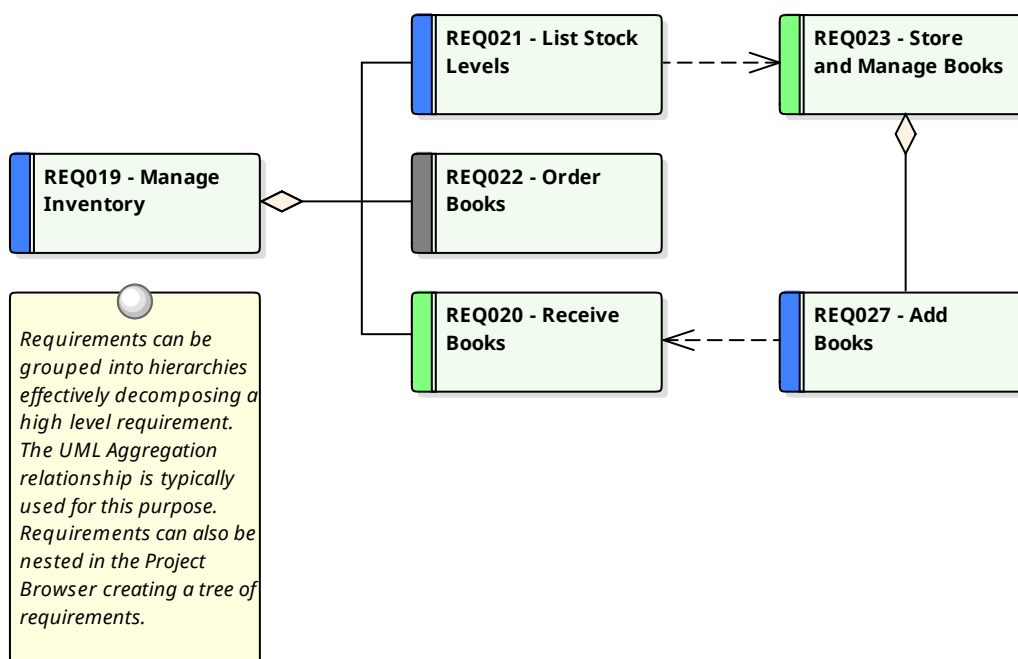 REQ021 - List Stock
Levels
REQ023 - Store
and Manage Books
REQ019 - Manage
Inventory
REQ022 - Order
Books
REQ020 - Receive
Books
REQ027 - Add
Books
Requirements can be
grouped into hierarchies
effectively decomposing a
high level requirement.
The UML Aggregation
relationship is typically
used for this purpose.
Requirements can also be
nested in the Project
Browser creating a tree of
requirements.